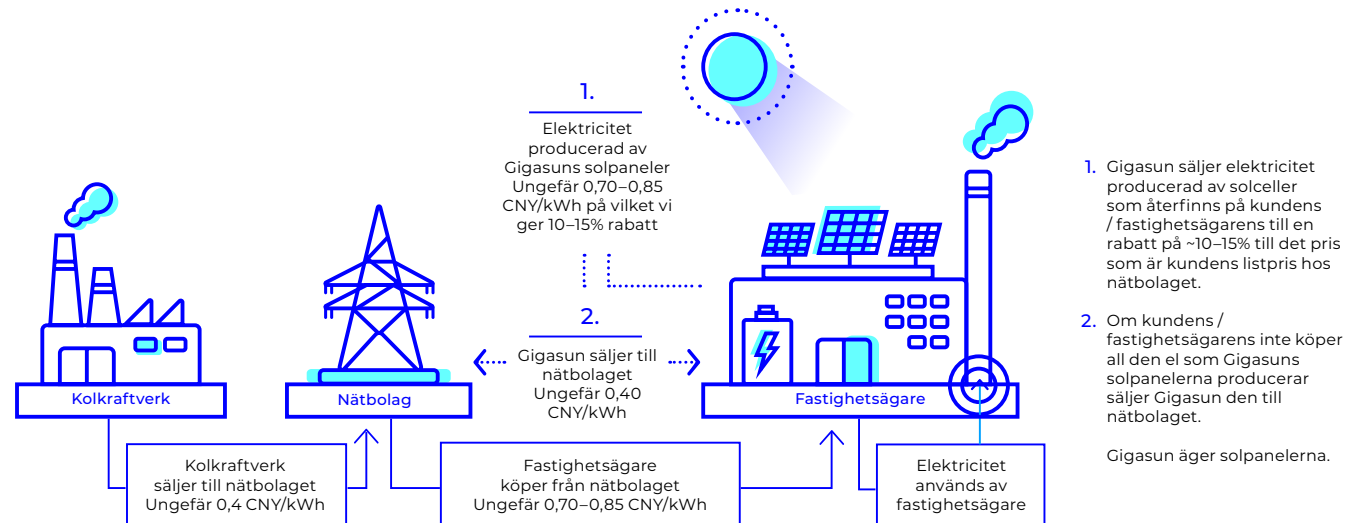 1.
Elektricitet
producerad av
Gigasuns solpaneler
Ungefär 0,70–0,85
CNY/kWh på vilket vi
ger 10–15% rabatt
2.
Gigasun säljer till
nätbolaget
Ungefär 0,40
CNY/kWh
Kolkraftverk
Nätbolag
Fastighetsägare
Kolkraftverk
säljer till nätbolaget
Ungefär 0,4 CNY/kWh
Fastighetsägare
köper från nätbolaget
Ungefär 0,70–0,85 CNY/kWh
Elektricitet
används av
fastighetsägare
1. Gigasun säljer elektricitet
producerad av solceller
som återfinns på kundens
/ fastighetsägarens till en
rabatt på ~10–15% till det pris
som är kundens listpris hos
nätbolaget.
2. Om kundens /
fastighetsägarens inte köper
all den el som Gigasuns
solpanelerna producerar
säljer Gigasun den till
nätbolaget.
Gigasun äger solpanelerna.